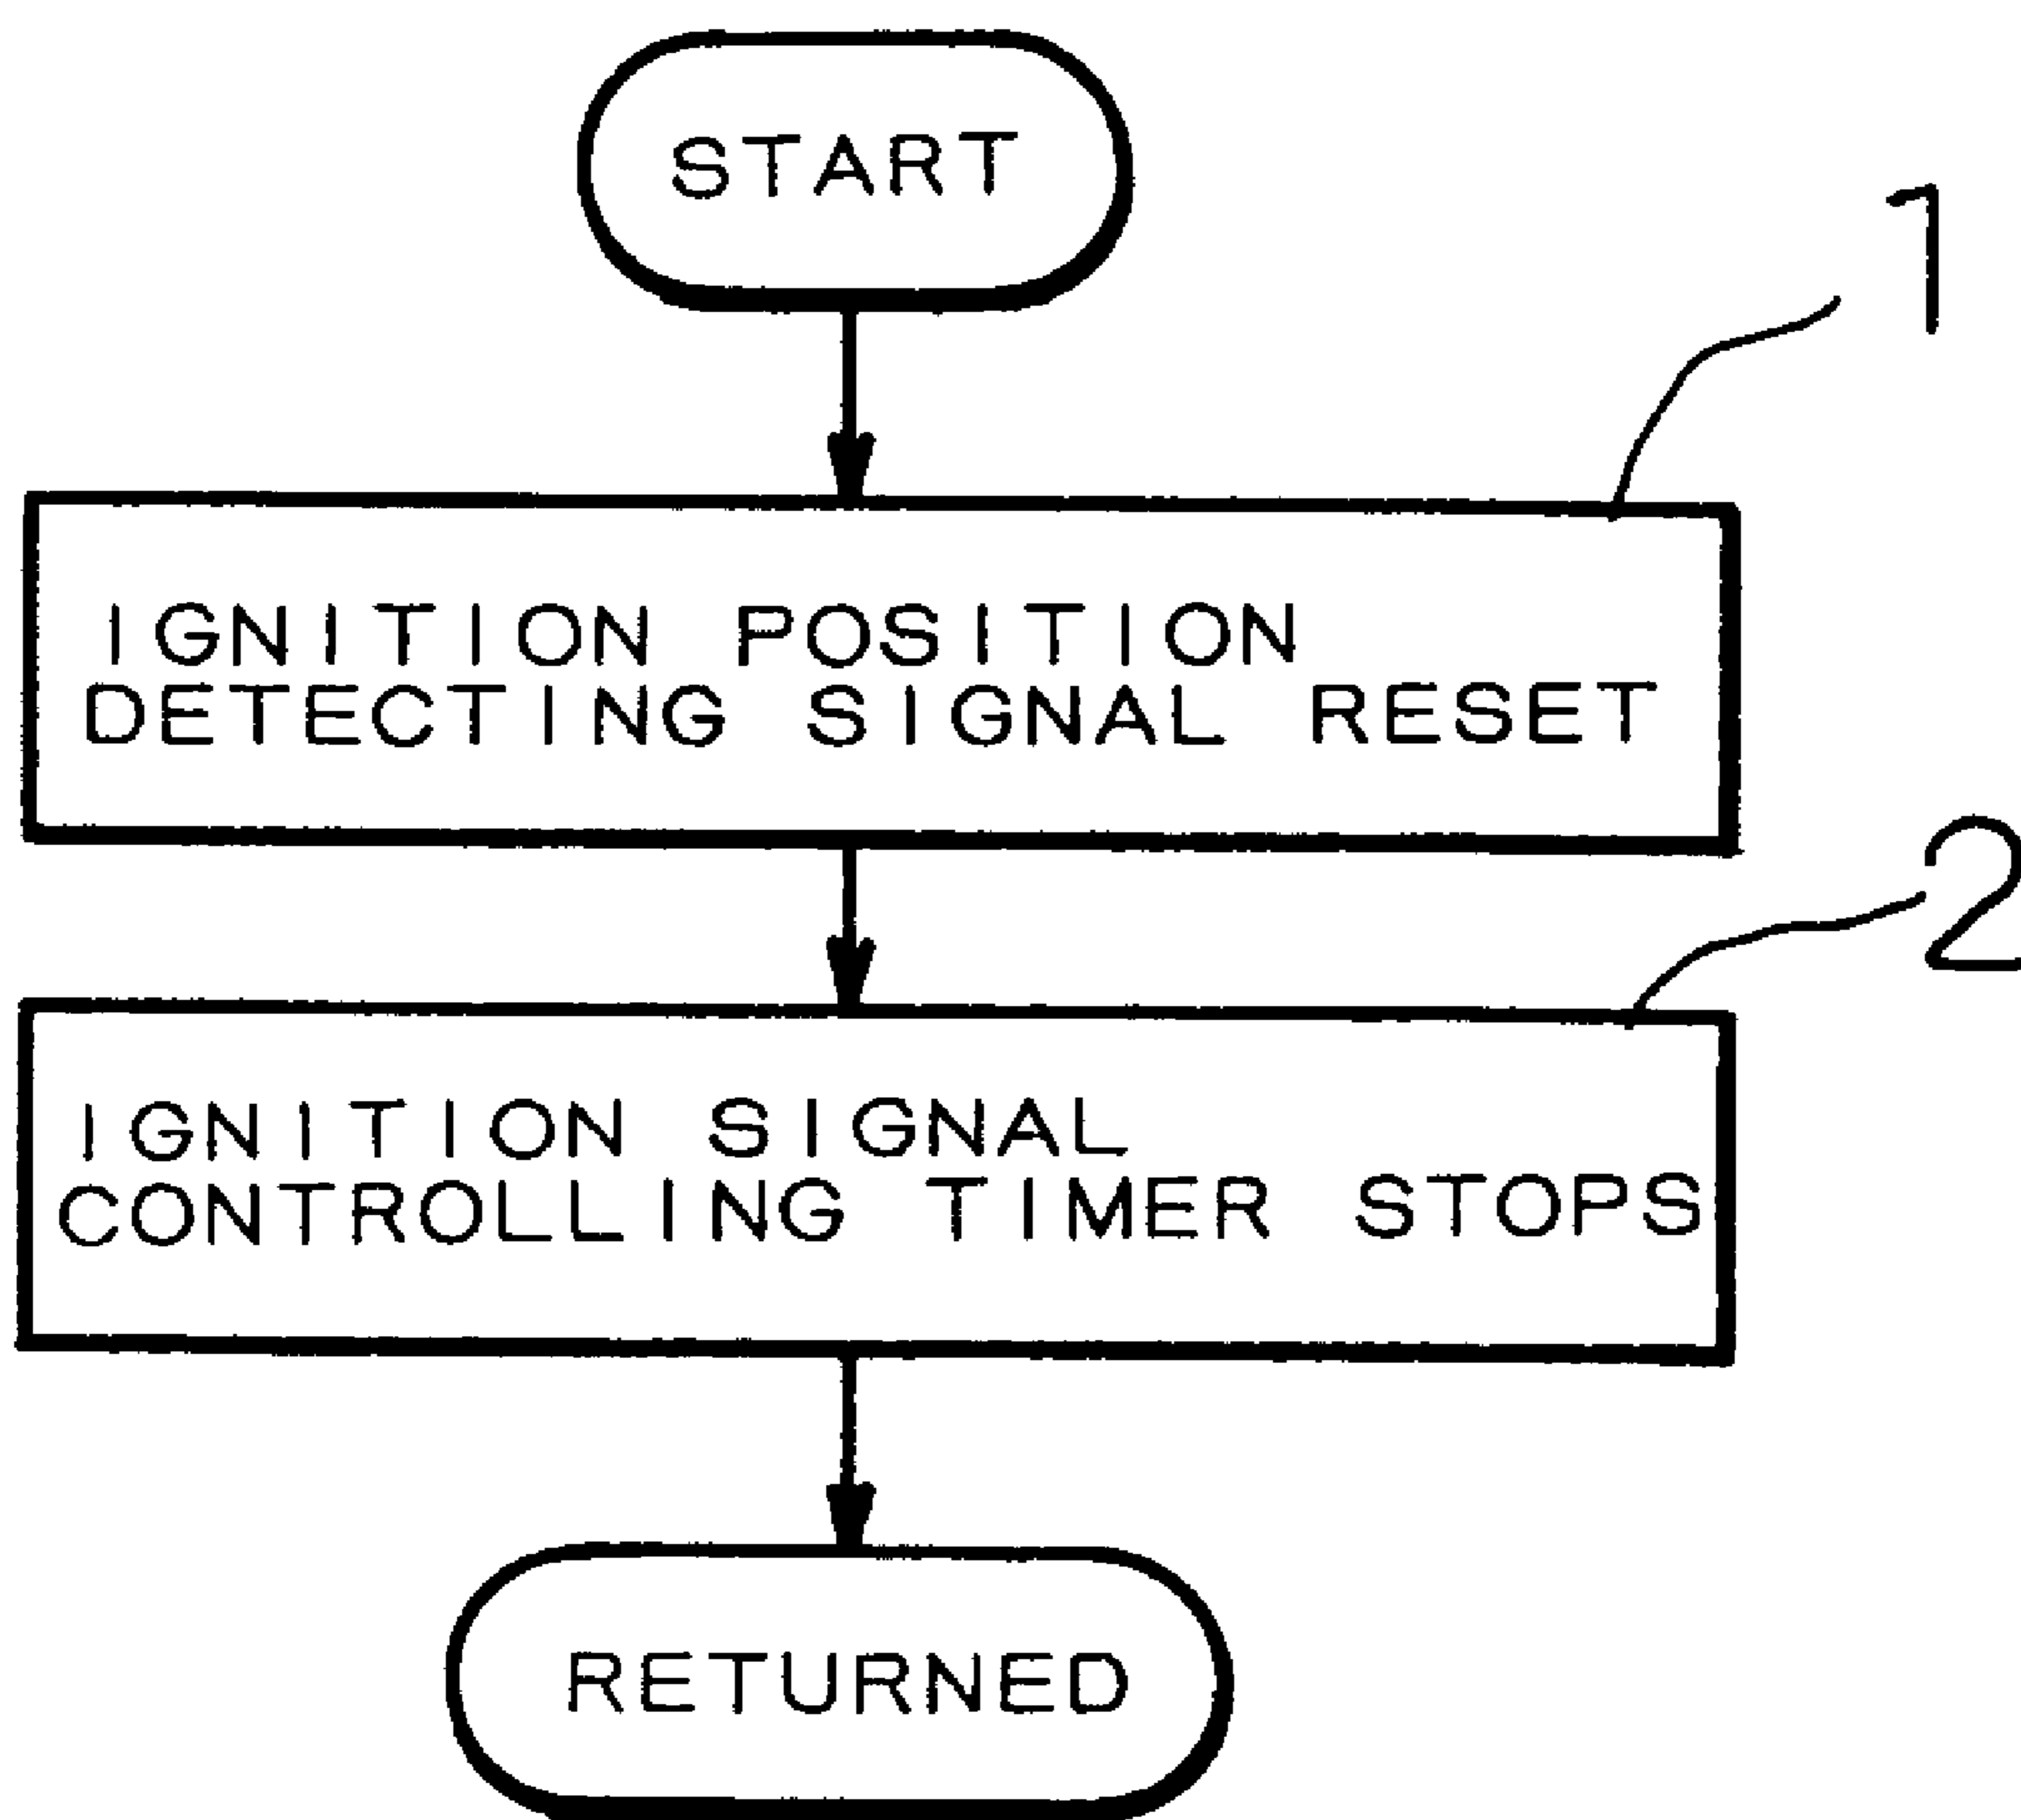 START
1
IGNITION POSITION
DETECTING SIGNAL RESET
2
IGNITION SIGNAL
CONTROLLING TIMER STOPS
RETURNED